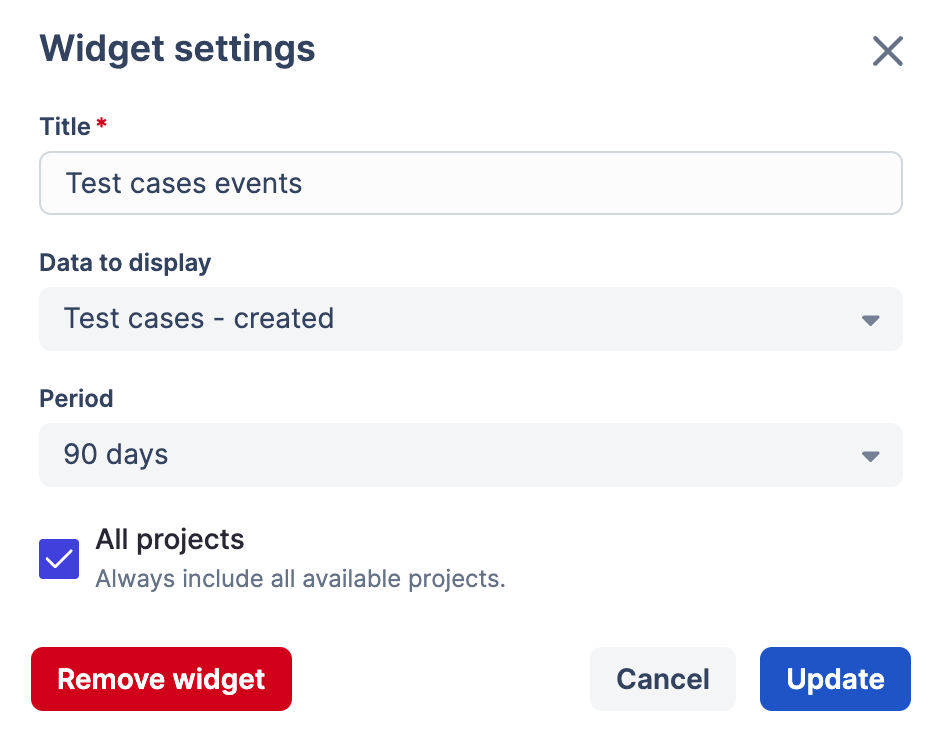 Widget settings
Title *
Test cases events
Data to display
Test cases - created
Period
90 days
All projects
Always include all available projects.
Remove widget
Cancel
Update